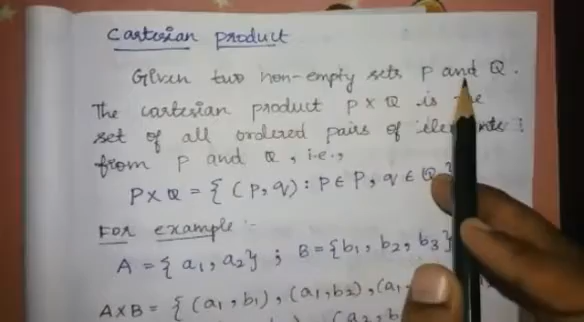 Cartesian product
Given two non-empty sets P and Q.
The cartesian product P × Q is
set of all ordered pairs of
from P and Q, i.e.,
P × Q = { (p, q) : p ∈ P, q ∈ Q }
For example :-
A = { a₁, a₂ } ; B = { b₁, b₂, b₃ }
A×B = { (a₁, b₁), (a₁, b₂), (a₁
(a₂, b